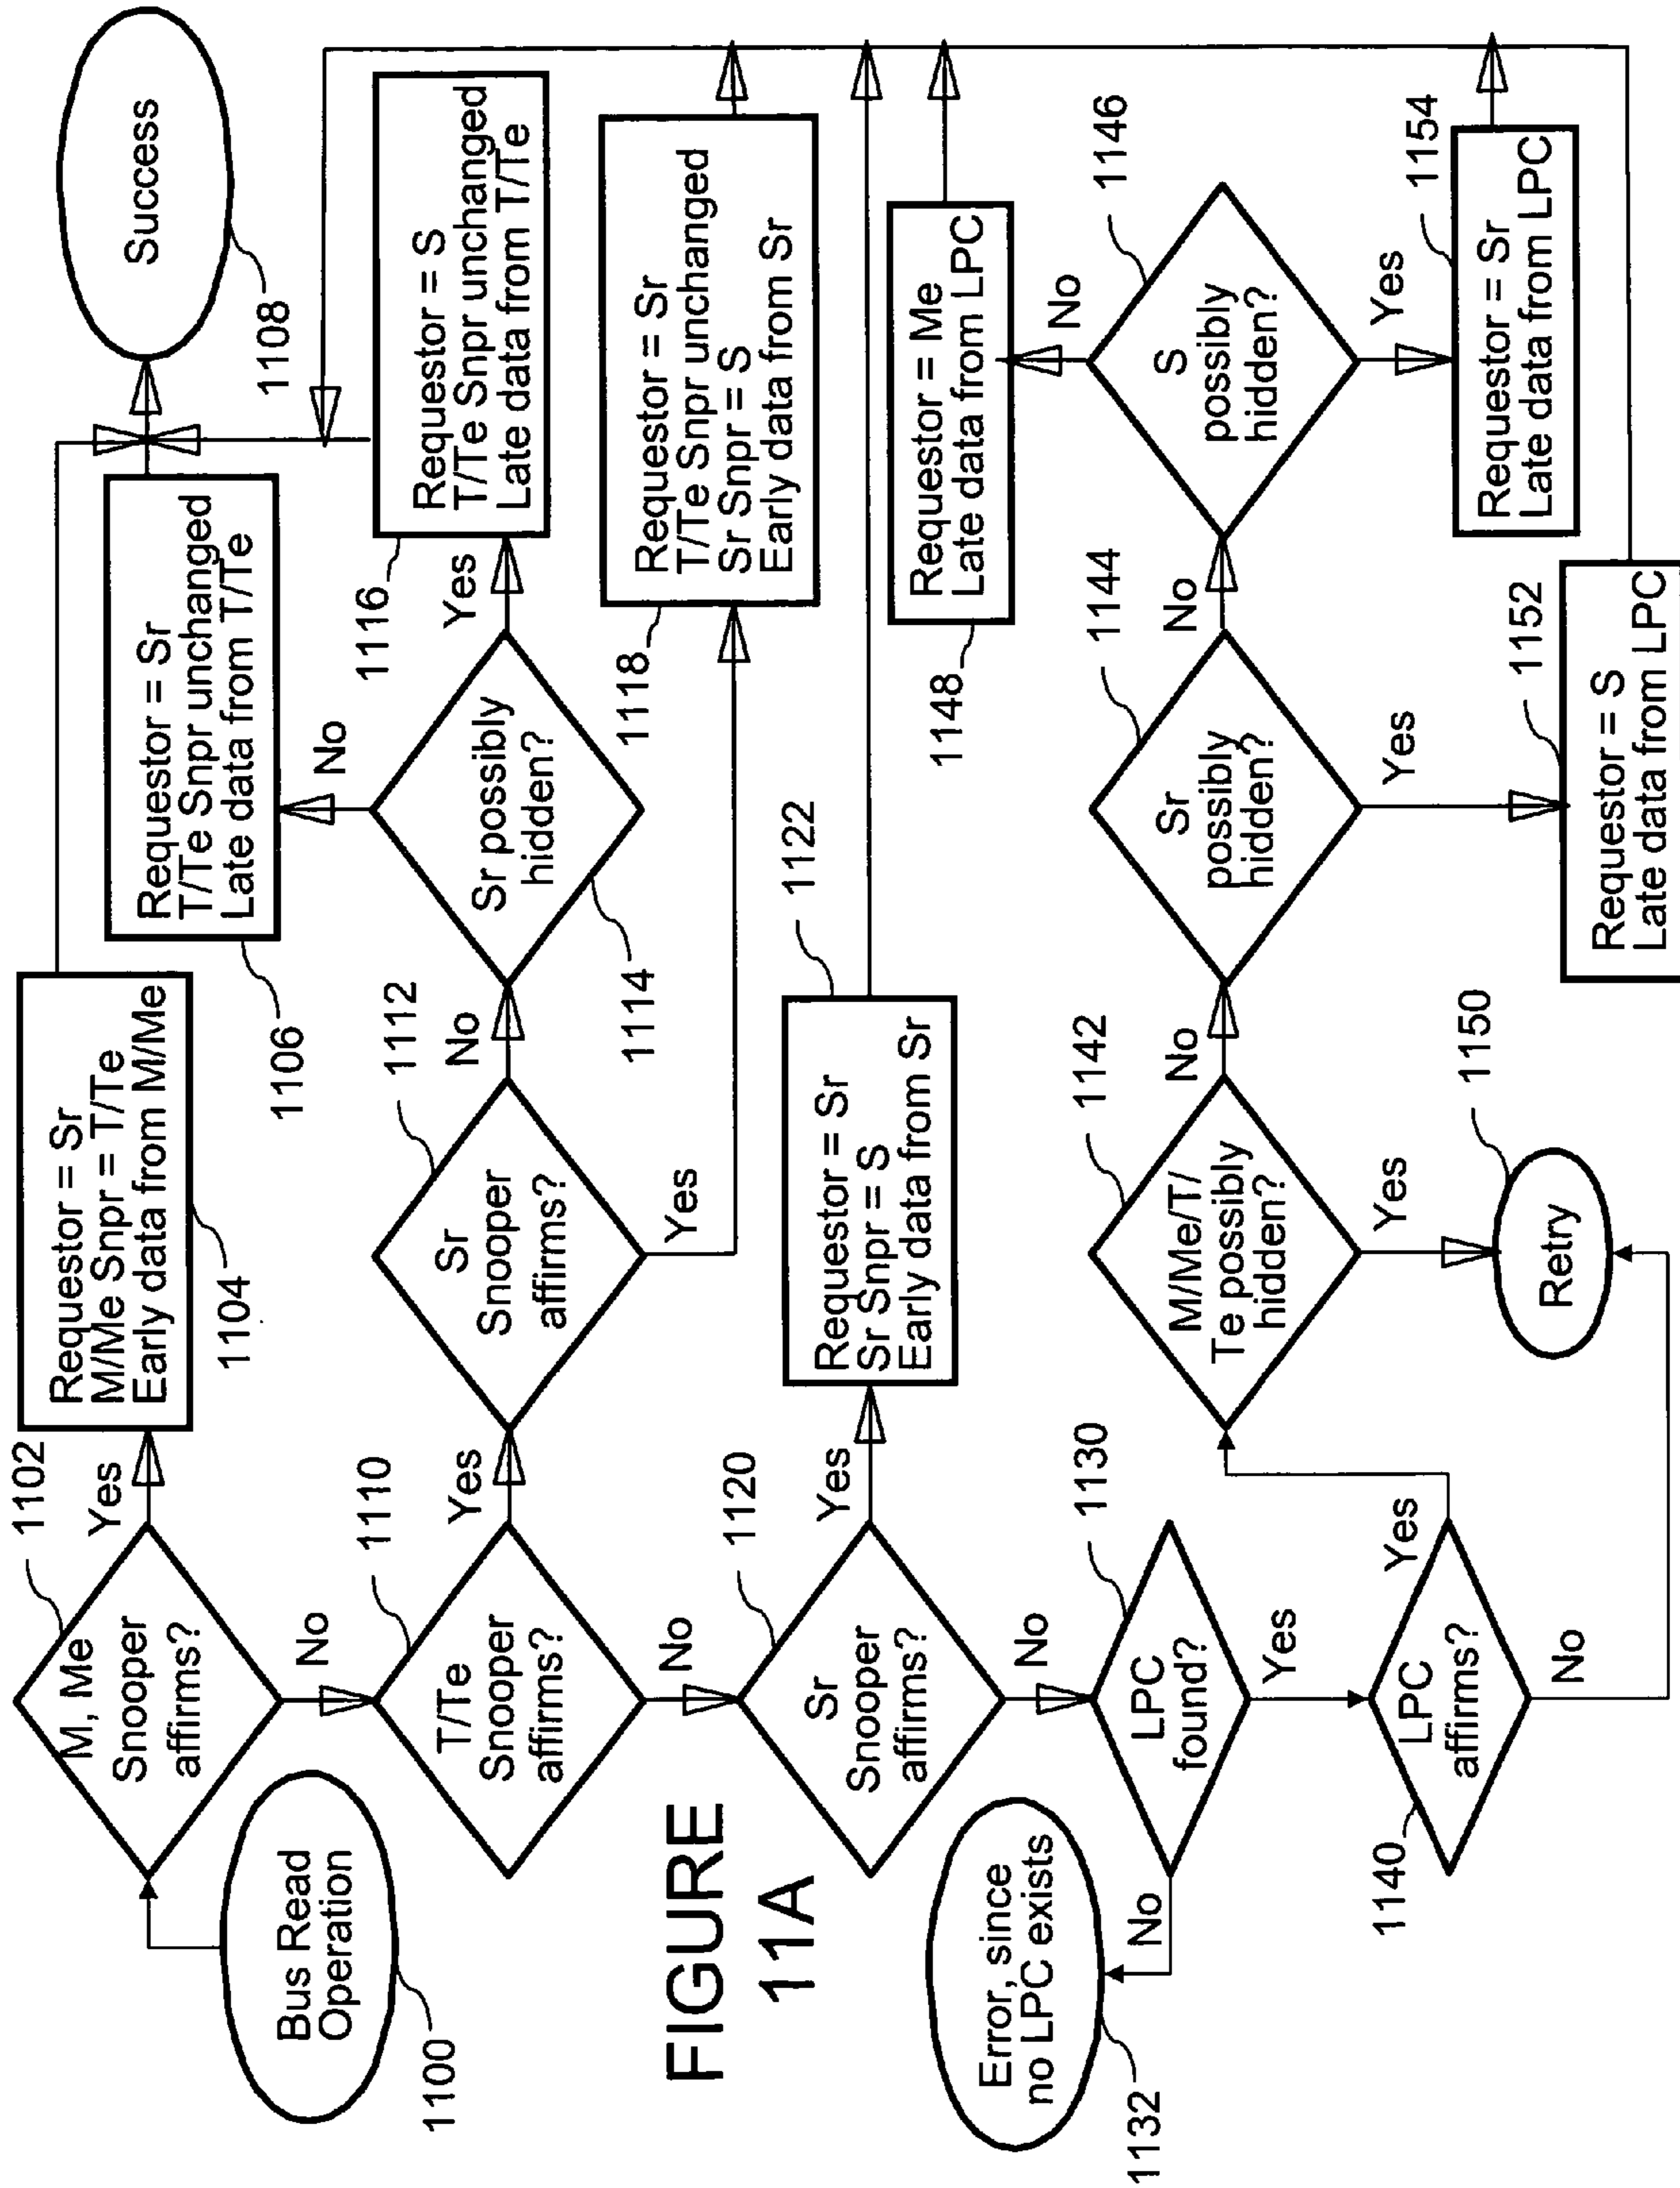 Bus Read
Operation
1100
M, Me
Snooper
affirms?
1102
Yes
No
Requestor = Sr
M/Me Snpr = T/Te
Early data from M/Me
1104
Requestor = Sr
T/Te Snpr unchanged
Late data from T/Te
1106
Success
1108
T/Te
Snooper
affirms?
1110
Yes
No
Sr
Snooper
affirms?
1112
No
Yes
Sr possibly
hidden?
1114
No
Yes
Requestor = S
T/Te Snpr unchanged
Late data from T/Te
1116
Requestor = Sr
T/Te Snpr unchanged
Sr Snpr = S
Early data from Sr
1118
Sr
Snooper
affirms?
1120
Yes
No
Requestor = Sr
Sr Snpr = S
Early data from Sr
1122
FIGURE
11A
LPC
found?
1130
No
Yes
Error, since
no LPC exists
1132
LPC
affirms?
1140
Yes
No
M/Me/T/
Te possibly
hidden?
1142
No
Yes
Sr
possibly
hidden?
1144
No
Yes
S
possibly
hidden?
1146
No
Yes
Requestor = Me
Late data from LPC
1148
Retry
1150
Requestor = S
Late data from LPC
1152
Requestor = Sr
Late data from LPC
1154